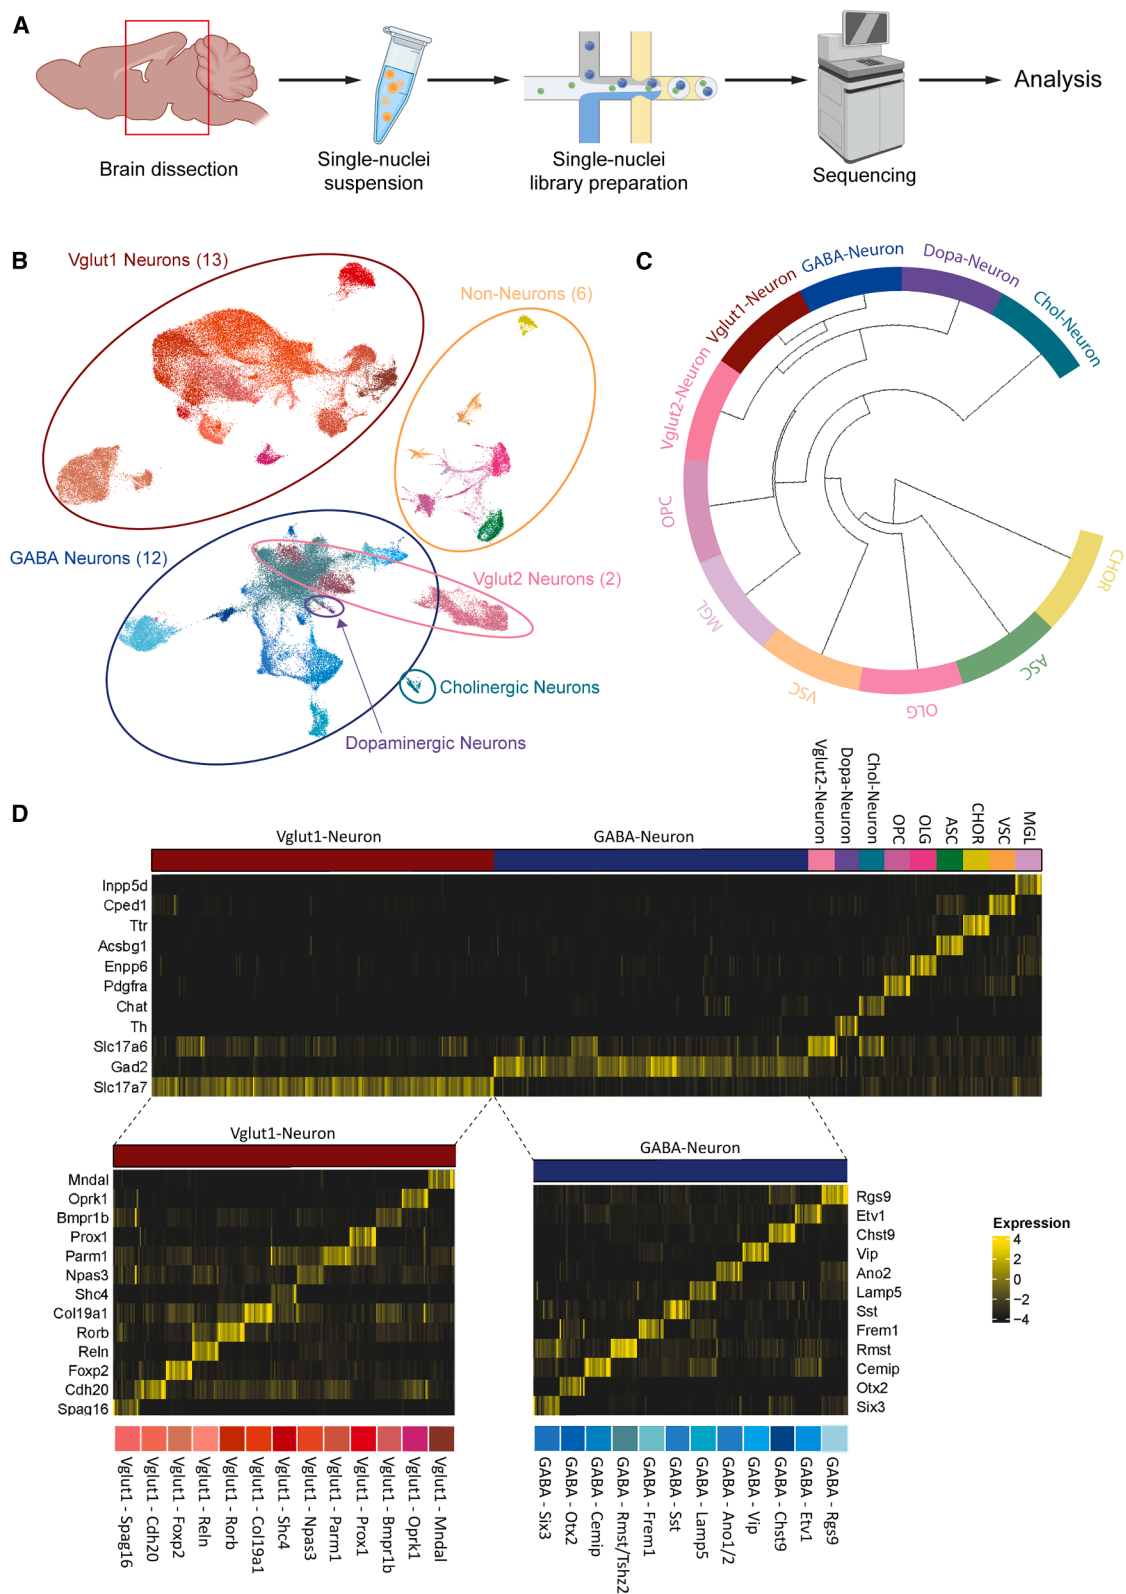 A
Brain dissection
Single-nuclei
suspension
Single-nuclei
library preparation
Sequencing
Analysis
B
Vglut1 Neurons (13)
Non-Neurons (6)
GABA Neurons (12)
Vglut2 Neurons (2)
Cholinergic Neurons
Dopaminergic Neurons
C
Vglut2-Neuron
Vglut1-Neuron
GABA-Neuron
Dopa-Neuron
Chol-Neuron
OPC
MGL
VSC
OLG
ASC
CHOR
D
Vglut1-Neuron
GABA-Neuron
Vglut2-Neuron
Dopa-Neuron
Chol-Neuron
OPC
OLG
ASC
CHOR
VSC
MGL
Inpp5d
Cped1
Ttr
Acsbg1
Enpp6
Pdgfra
Chat
Th
Slc17a6
Gad2
Slc17a7
Vglut1-Neuron
Mndal
Oprk1
Bmpr1b
Prox1
Parm1
Npas3
Shc4
Col19a1
Rorb
Reln
Foxp2
Cdh20
Spag16
Vglut1 - Spag16
Vglut1 - Cdh20
Vglut1 - Foxp2
Vglut1 - Reln
Vglut1 - Rorb
Vglut1 - Col19a1
Vglut1 - Shc4
Vglut1 - Npas3
Vglut1 - Parm1
Vglut1 - Prox1
Vglut1 - Bmpr1b
Vglut1 - Oprk1
Vglut1 - Mndal
GABA-Neuron
Rgs9
Etv1
Chst9
Vip
Ano2
Lamp5
Sst
Frem1
Rmst
Cemip
Otx2
Six3
GABA - Six3
GABA - Otx2
GABA - Cemip
GABA - Rmst/Tshz2
GABA - Frem1
GABA - Sst
GABA - Lamp5
GABA - Ano1/2
GABA - Vip
GABA - Chst9
GABA - Etv1
GABA - Rgs9
Expression
4
2
0
−2
−4